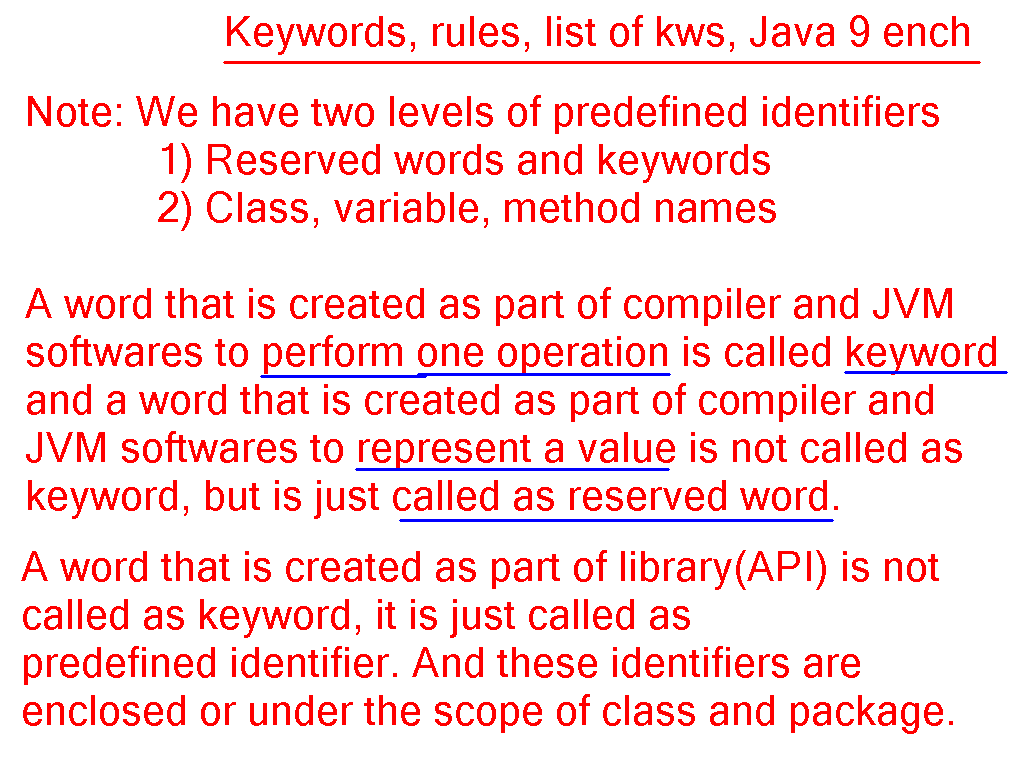 Keywords, rules, list of kws, Java 9 ench
Note: We have two levels of predefined identifiers
1) Reserved words and keywords
2) Class, variable, method names
A word that is created as part of compiler and JVM
softwares to perform one operation is called keyword
and a word that is created as part of compiler and
JVM softwares to represent a value is not called as
keyword, but is just called as reserved word.
A word that is created as part of library(API) is not
called as keyword, it is just called as
predefined identifier. And these identifiers are
enclosed or under the scope of class and package.